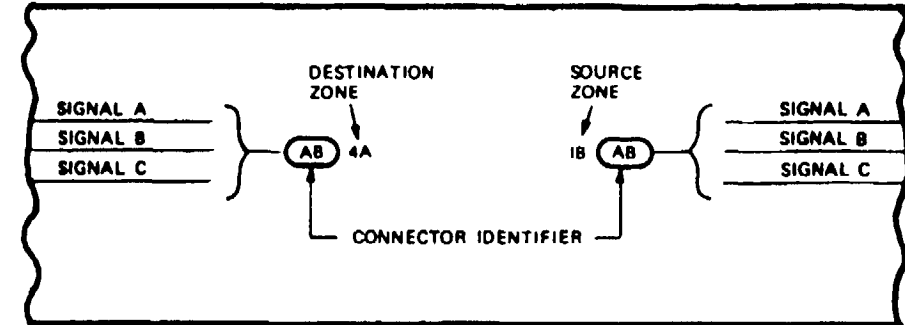 DESTINATION
ZONE
SOURCE
ZONE
SIGNAL A
SIGNAL B
SIGNAL C
AB 4A
1B AB
SIGNAL A
SIGNAL B
SIGNAL C
CONNECTOR IDENTIFIER